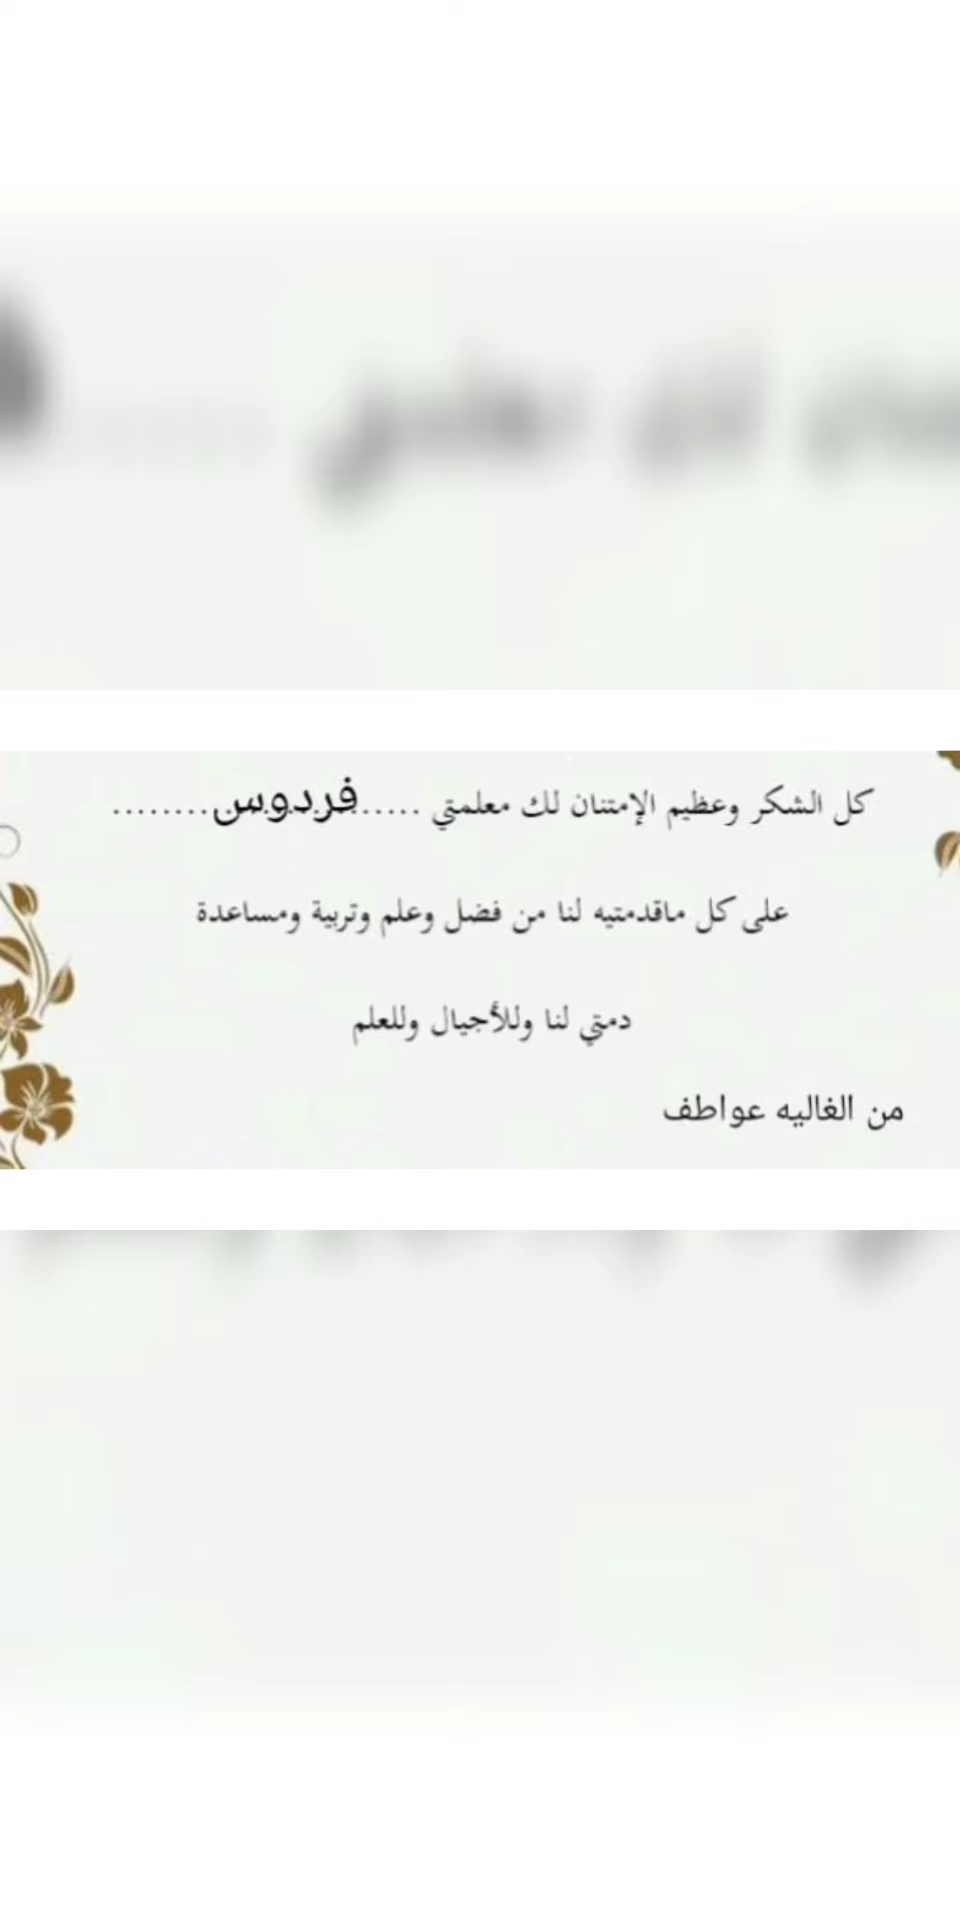 كل الشكر وعظيم الإمتنان لك معلمتي .....فردوس........
على كل ماقدمتيه لنا من فضل وعلم وتربية ومساعدة
دمتي لنا وللأجيال وللعلم
من الغاليه عواطف